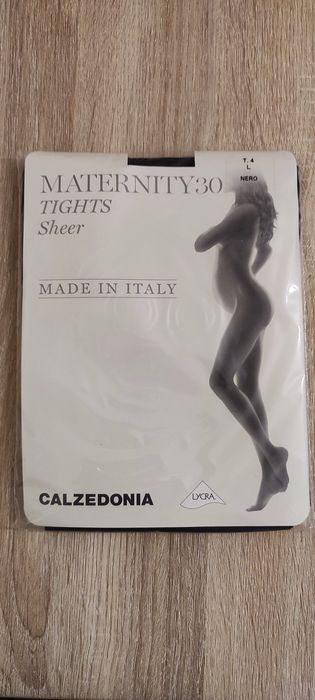 T. 4
L
NERO
MATERNITY30
TIGHTS
Sheer
MADE IN ITALY
CALZEDONIA
LYCRA